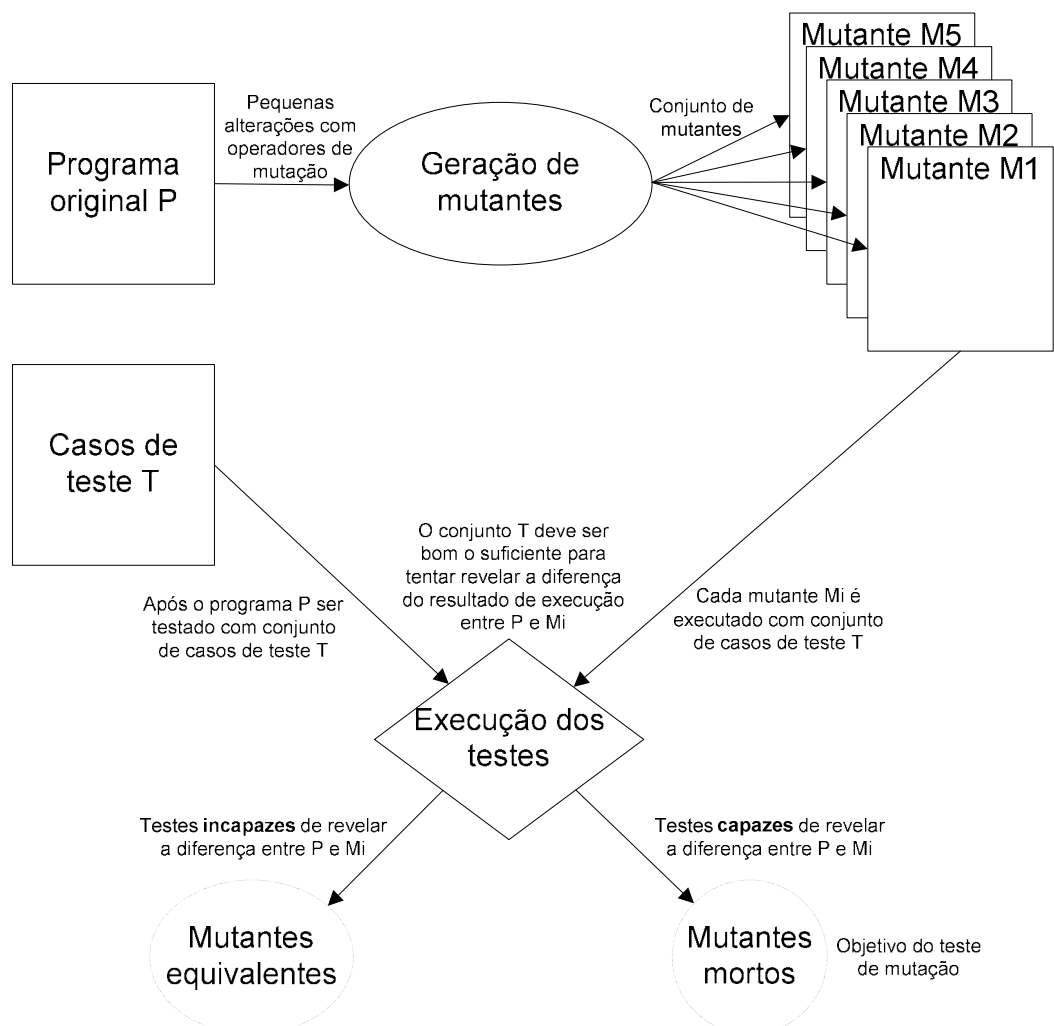 Mutante M5
Mutante M4
Mutante M3
Mutante M2
Mutante M1
Programa
original P
Pequenas
alterações com
operadores de
mutação
Geração de
mutantes
Conjunto de
mutantes
Casos de
teste T
Após o programa P ser
testado com conjunto
de casos de teste T
O conjunto T deve ser
bom o suficiente para
tentar revelar a diferença
do resultado de execução
entre P e Mi
Cada mutante Mi é
executado com conjunto
de casos de teste T
Execução dos
testes
Testes incapazes de revelar
a diferença entre P e Mi
Testes capazes de revelar
a diferença entre P e Mi
Mutantes
equivalentes
Mutantes
mortos
Objetivo do teste
de mutação